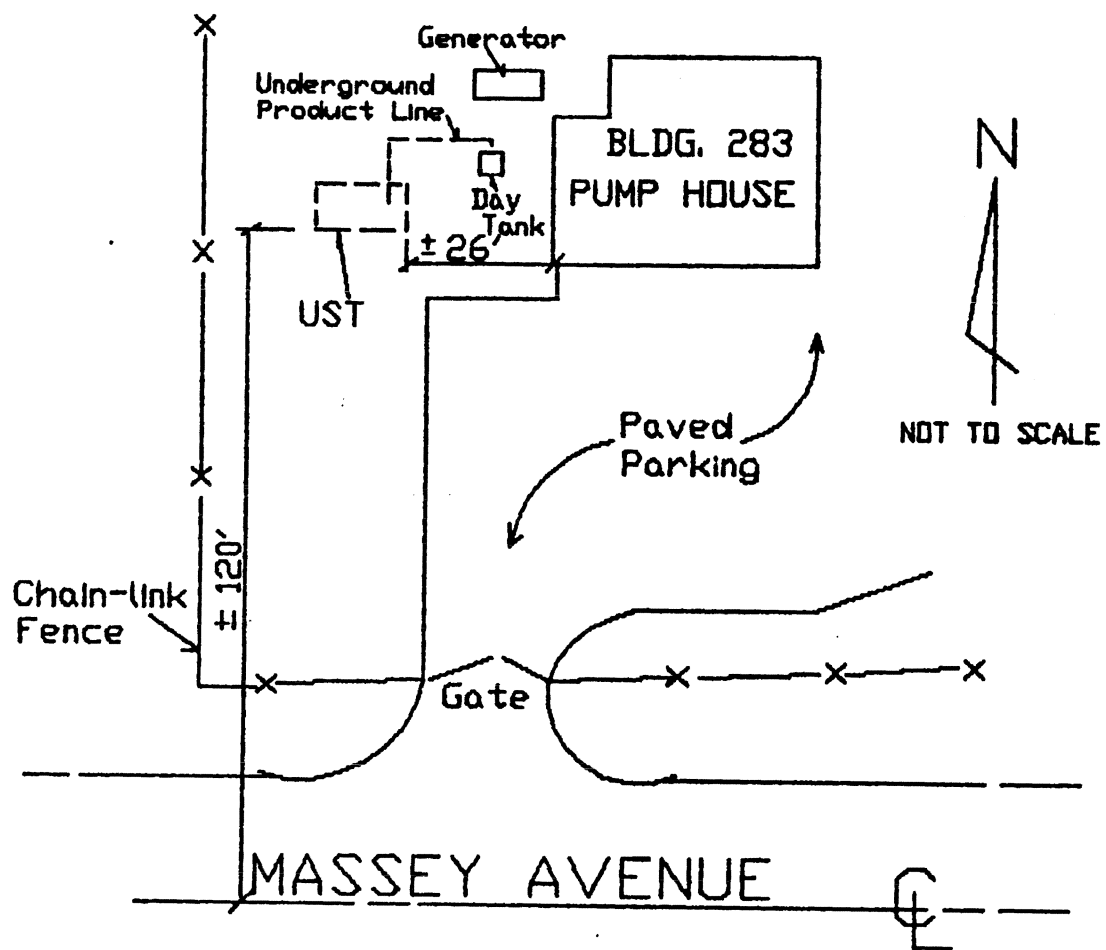 Generator
Underground
Product Line
BLDG. 283
PUMP HOUSE
N
Day
Tank
± 26'
UST
NOT TO SCALE
Paved
Parking
± 120'
Chain-link
Fence
Gate
MASSEY AVENUE
℄